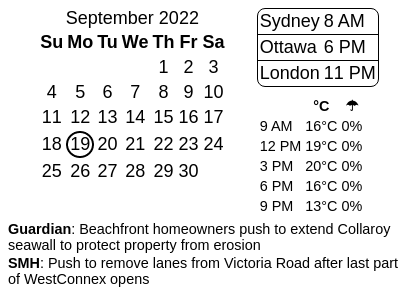 September 2022
Su Mo Tu We Th Fr Sa
1 2 3
4 5 6 7 8 9 10
11 12 13 14 15 16 17
18 19 20 21 22 23 24
25 26 27 28 29 30
Sydney 8 AM
Ottawa 6 PM
London 11 PM
°C ☂
9 AM 16°C 0%
12 PM 19°C 0%
3 PM 20°C 0%
6 PM 16°C 0%
9 PM 13°C 0%
Guardian: Beachfront homeowners push to extend Collaroy
seawall to protect property from erosion
SMH: Push to remove lanes from Victoria Road after last part
of WestConnex opens